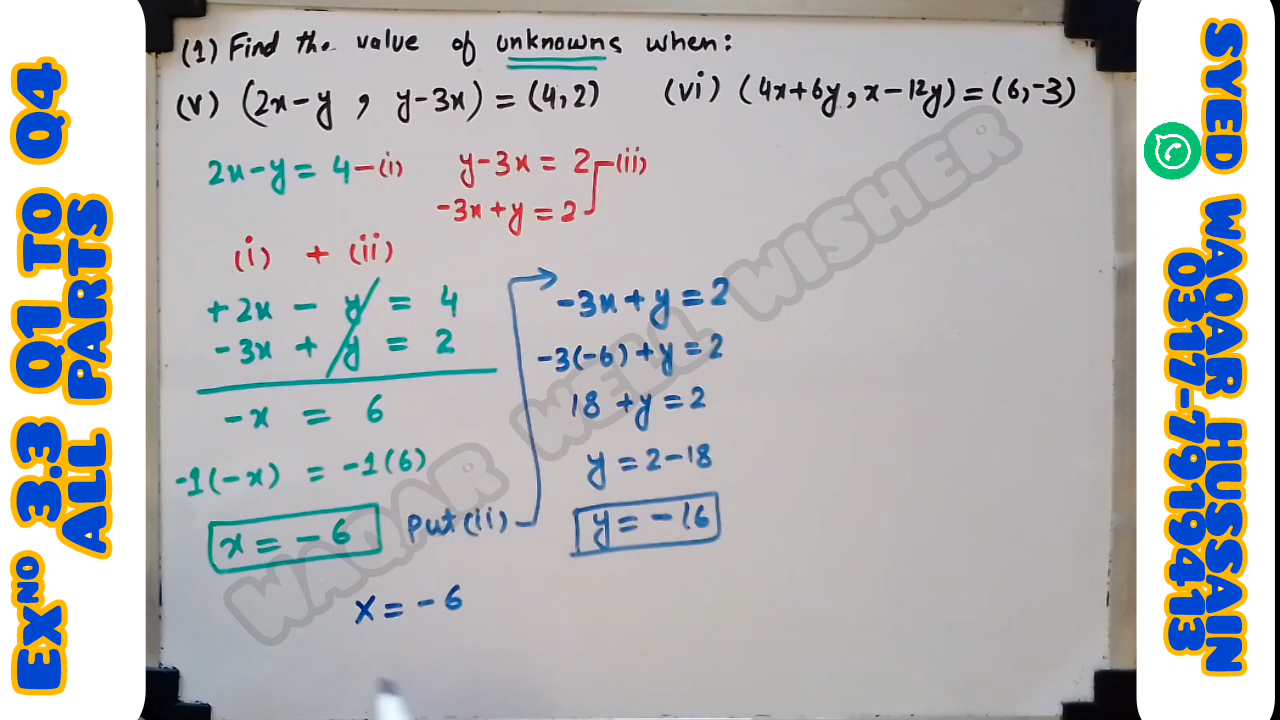 Ex NO 3.3 Q1 TO Q4
ALL PARTS
(1) Find the value of unknowns when:
(v) (2x-y , y-3x) = (4,2)
(vi) (4x+6y, x-12y) = (6,-3)
2x-y = 4 -(i)
y-3x = 2 -(ii)
-3x+y = 2
(i) + (ii)
+2x - y = 4
-3x + y = 2
-x = 6
-1(-x) = -1(6)
x = -6
Put (ii)
-3x + y = 2
-3(-6) + y = 2
18 + y = 2
y = 2-18
y = -16
x = -6
WAQAR WELL WISHER
SYED WAQAR HUSSAIN
0317-7919413